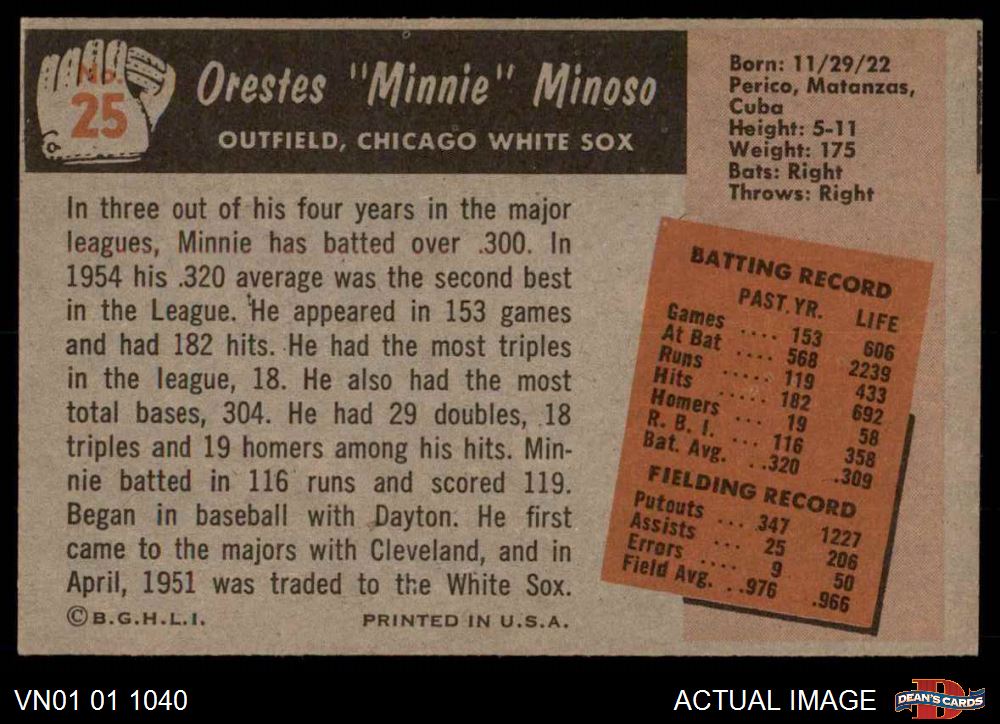 No.
25
Orestes "Minnie" Minoso
OUTFIELD, CHICAGO WHITE SOX
Born: 11/29/22
Perico, Matanzas,
Cuba
Height: 5-11
Weight: 175
Bats: Right
Throws: Right
In three out of his four years in the major
leagues, Minnie has batted over .300. In
1954 his .320 average was the second best
in the League. He appeared in 153 games
and had 182 hits. He had the most triples
in the league, 18. He also had the most
total bases, 304. He had 29 doubles, 18
triples and 19 homers among his hits. Min-
nie batted in 116 runs and scored 119.
Began in baseball with Dayton. He first
came to the majors with Cleveland, and in
April, 1951 was traded to the White Sox.
©B.G.H.L.I. PRINTED IN U.S.A.
BATTING RECORD
PAST. YR. LIFE
Games .... 153 606
At Bat .... 568 2239
Runs ..... 119 433
Hits ..... 182 692
Homers ... 19 58
R. B. I. ... 116 358
Bat. Avg. ..320 .309
FIELDING RECORD
Putouts ... 347 1227
Assists ... 25 206
Errors .... 9 50
Field Avg. ..976 .966
VN01 01 1040
ACTUAL IMAGE
D
DEAN'S CARDS